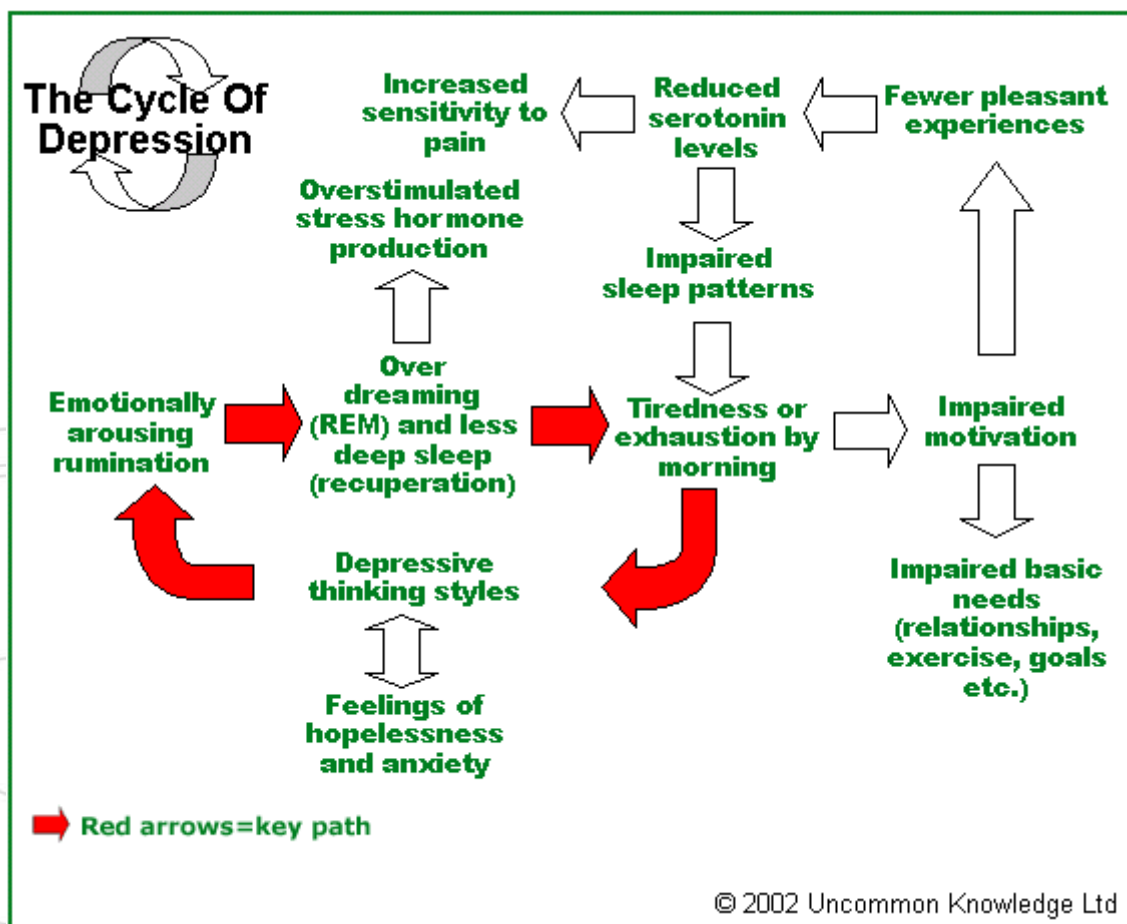 The Cycle Of
Depression
Increased
sensitivity to
pain
Reduced
serotonin
levels
Fewer pleasant
experiences
Overstimulated
stress hormone
production
Impaired
sleep patterns
Emotionally
arousing
rumination
Over
dreaming
(REM) and less
deep sleep
(recuperation)
Tiredness or
exhaustion by
morning
Impaired
motivation
Depressive
thinking styles
Impaired basic
needs
(relationships,
exercise, goals
etc.)
Feelings of
hopelessness
and anxiety
Red arrows=key path
© 2002 Uncommon Knowledge Ltd